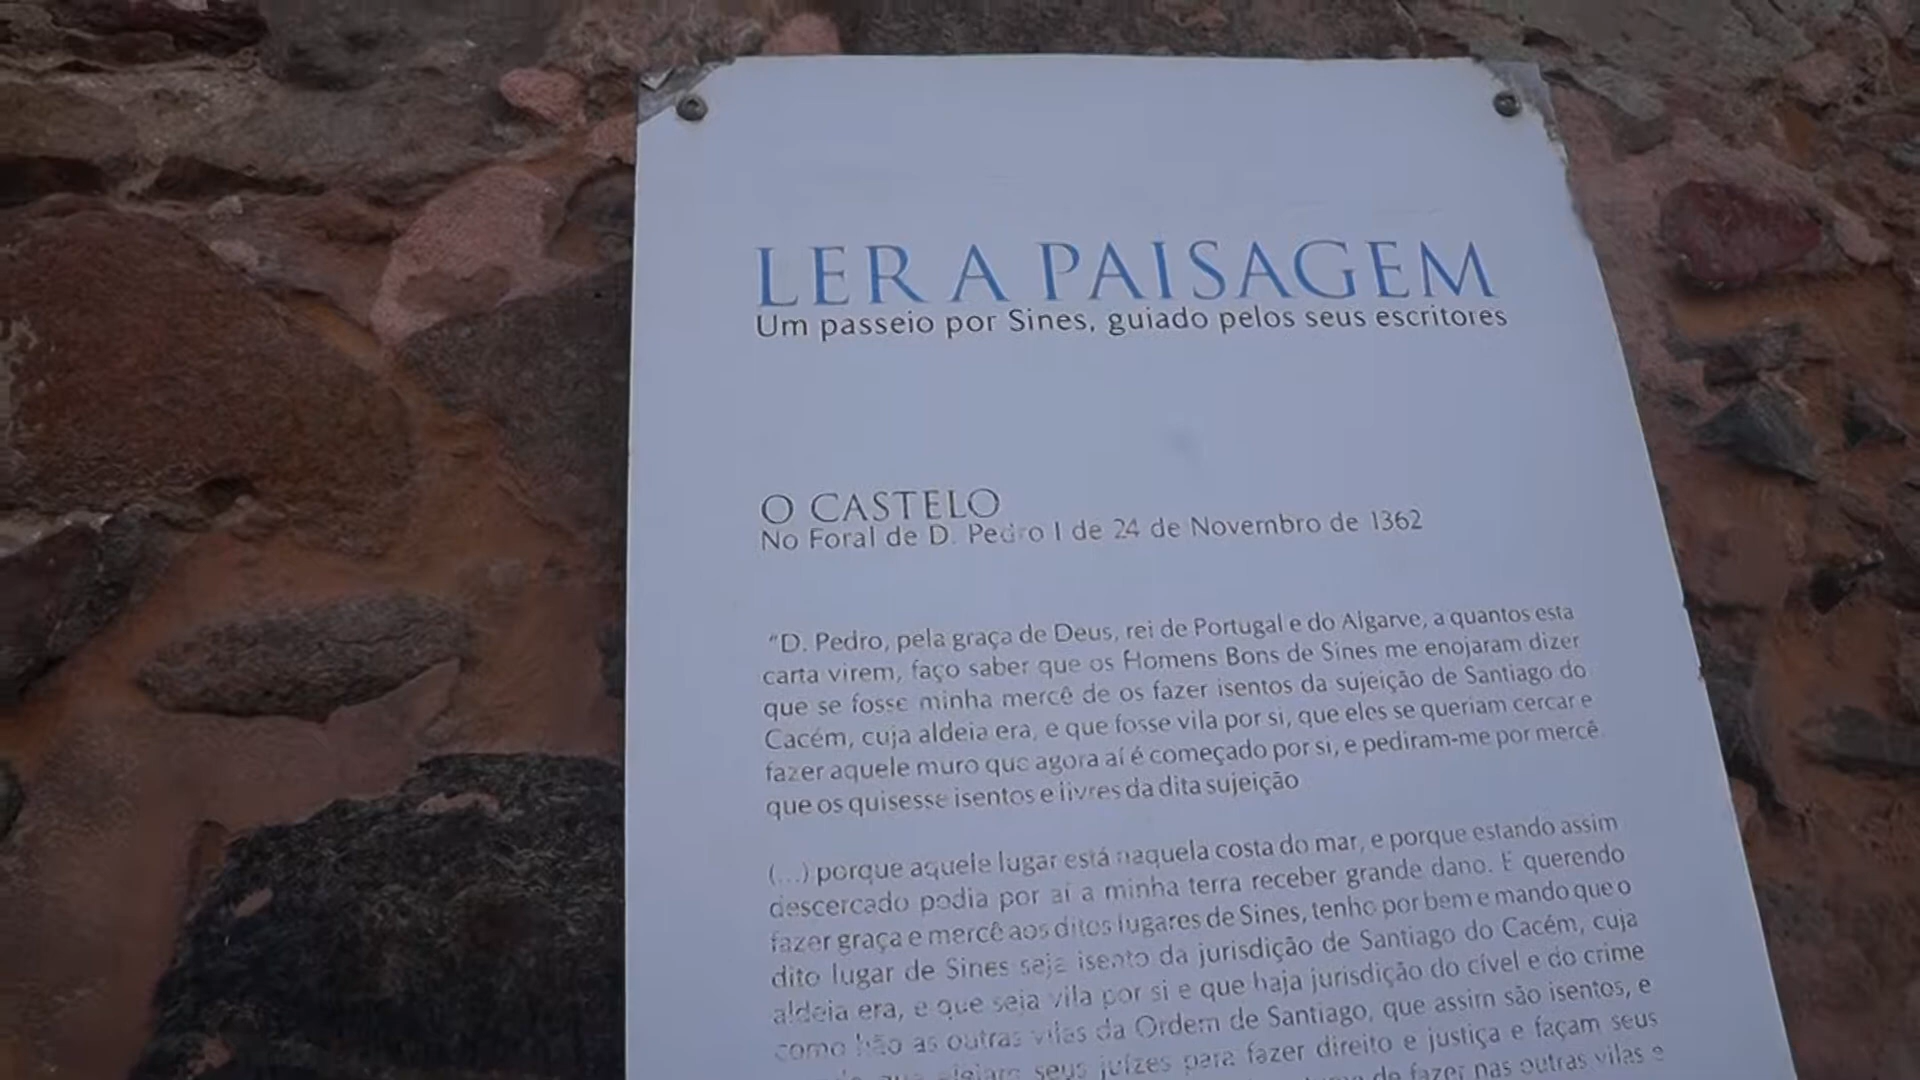 LER A PAISAGEM
Um passeio por Sines, guiado pelos seus escritores
O CASTELO
No Foral de D. Pedro I de 24 de Novembro de 1362
“D. Pedro, pela graça de Deus, rei de Portugal e do Algarve, a quantos esta
carta virem, faço saber que os Homens Bons de Sines me enojaram dizer
que se fosse minha mercê de os fazer isentos da sujeição de Santiago do
Cacém, cuja aldeia era, e que fosse vila por si, que eles se queriam cercar e
fazer aquele muro que agora aí é começado por si, e pediram-me por mercê
que os quisesse isentos e livres da dita sujeição
(...) porque aquele lugar está naquela costa do mar, e porque estando assim
descercado podia por aí a minha terra receber grande dano. E querendo
fazer graça e mercê aos ditos lugares de Sines, tenho por bem e mando que o
dito lugar de Sines seja isento da jurisdição de Santiago do Cacém, cuja
aldeia era, e que seja vila por si e que haja jurisdição do cível e do crime
como hão as outras vilas da Ordem de Santiago, que assim são isentos, e
seus juízes para fazer direito e justiça e façam seus
de fazer nas outras vilas e